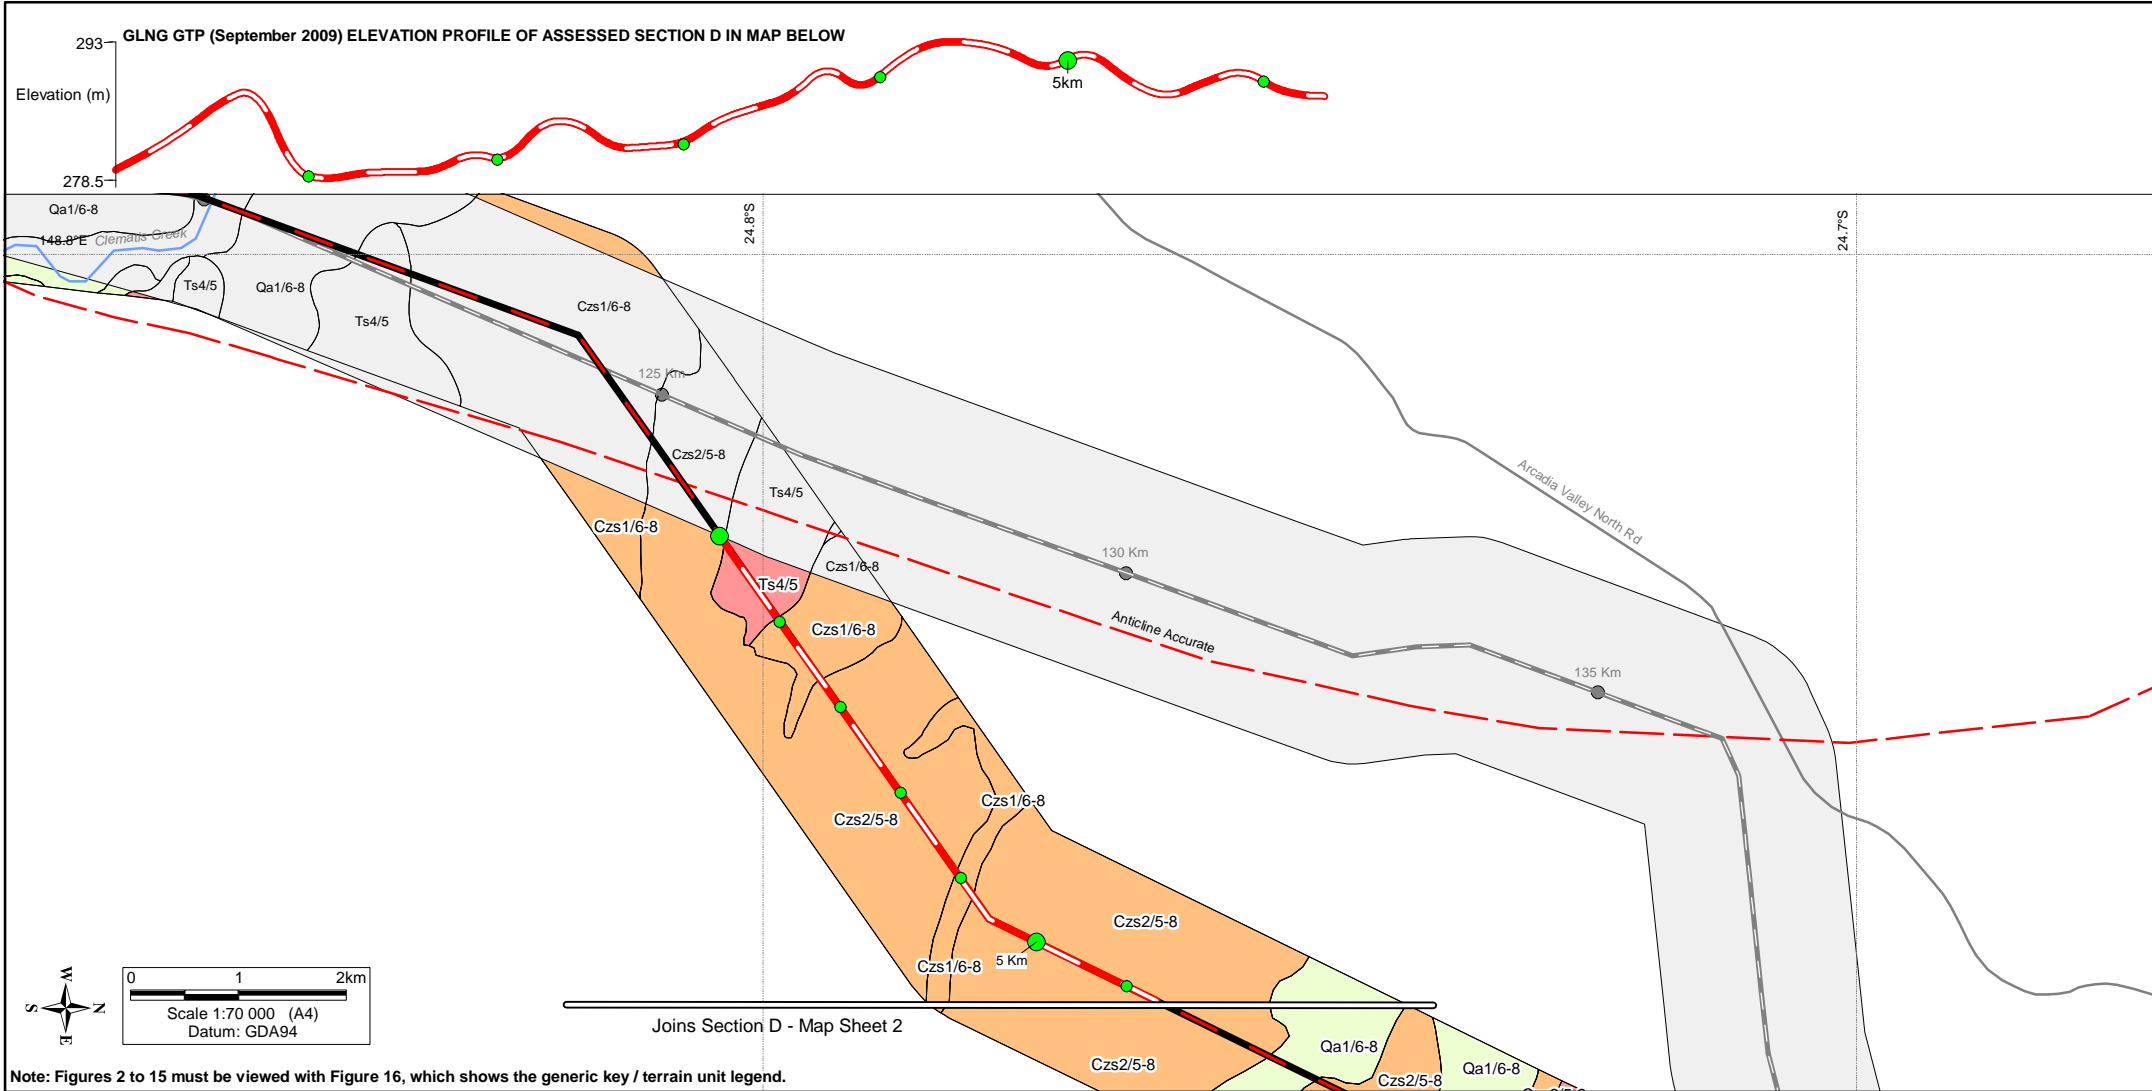 GLNG GTP (September 2009) ELEVATION PROFILE OF ASSESSED SECTION D IN MAP BELOW
293
Elevation (m)
278.5
5km
Qa1/6-8
148.8°E
Clematis Creek
24.8°S
24.7°S
Ts4/5
Qa1/6-8
Ts4/5
Czs1/6-8
125 Km
Czs2/5-8
Ts4/5
Czs1/6-8
Czs1/6-8
Ts4/5
Czs1/6-8
130 Km
Arcadia Valley North Rd
Anticline Accurate
135 Km
Czs2/5-8
Czs1/6-8
Czs2/5-8
Czs1/6-8
5 Km
W
S
N
E
0 1 2km
Scale 1:70 000 (A4)
Datum: GDA94
Joins Section D - Map Sheet 2
Czs2/5-8
Qa1/6-8
Qa1/6-8
Czs2/5-8
Note: Figures 2 to 15 must be viewed with Figure 16, which shows the generic key / terrain unit legend.